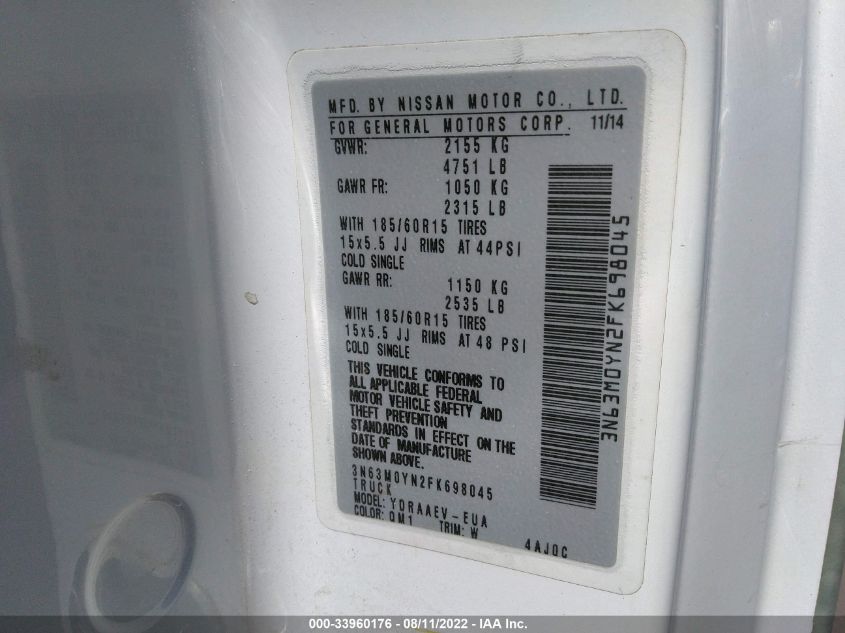 MFD. BY NISSAN MOTOR CO., LTD.
FOR GENERAL MOTORS CORP. 11/14
GVWR: 2155 KG
4751 LB
GAWR FR: 1050 KG
2315 LB
WITH 185/60R15 TIRES
15x5.5 JJ RIMS AT 44PSI
COLD SINGLE
GAWR RR: 1150 KG
2535 LB
WITH 185/60R15 TIRES
15x5.5 JJ RIMS AT 48 PSI
COLD SINGLE
THIS VEHICLE CONFORMS TO
ALL APPLICABLE FEDERAL
MOTOR VEHICLE SAFETY AND
THEFT PREVENTION
STANDARDS IN EFFECT ON THE
DATE OF MANUFACTURE
SHOWN ABOVE.
3N63M0YN2FK698045
TRUCK
MODEL: YDRAAEV-EUA
COLOR: QM1 TRIM: W
4AJ0C
3N63M0YN2FK698045
000-33960176 - 08/11/2022 - IAA Inc.